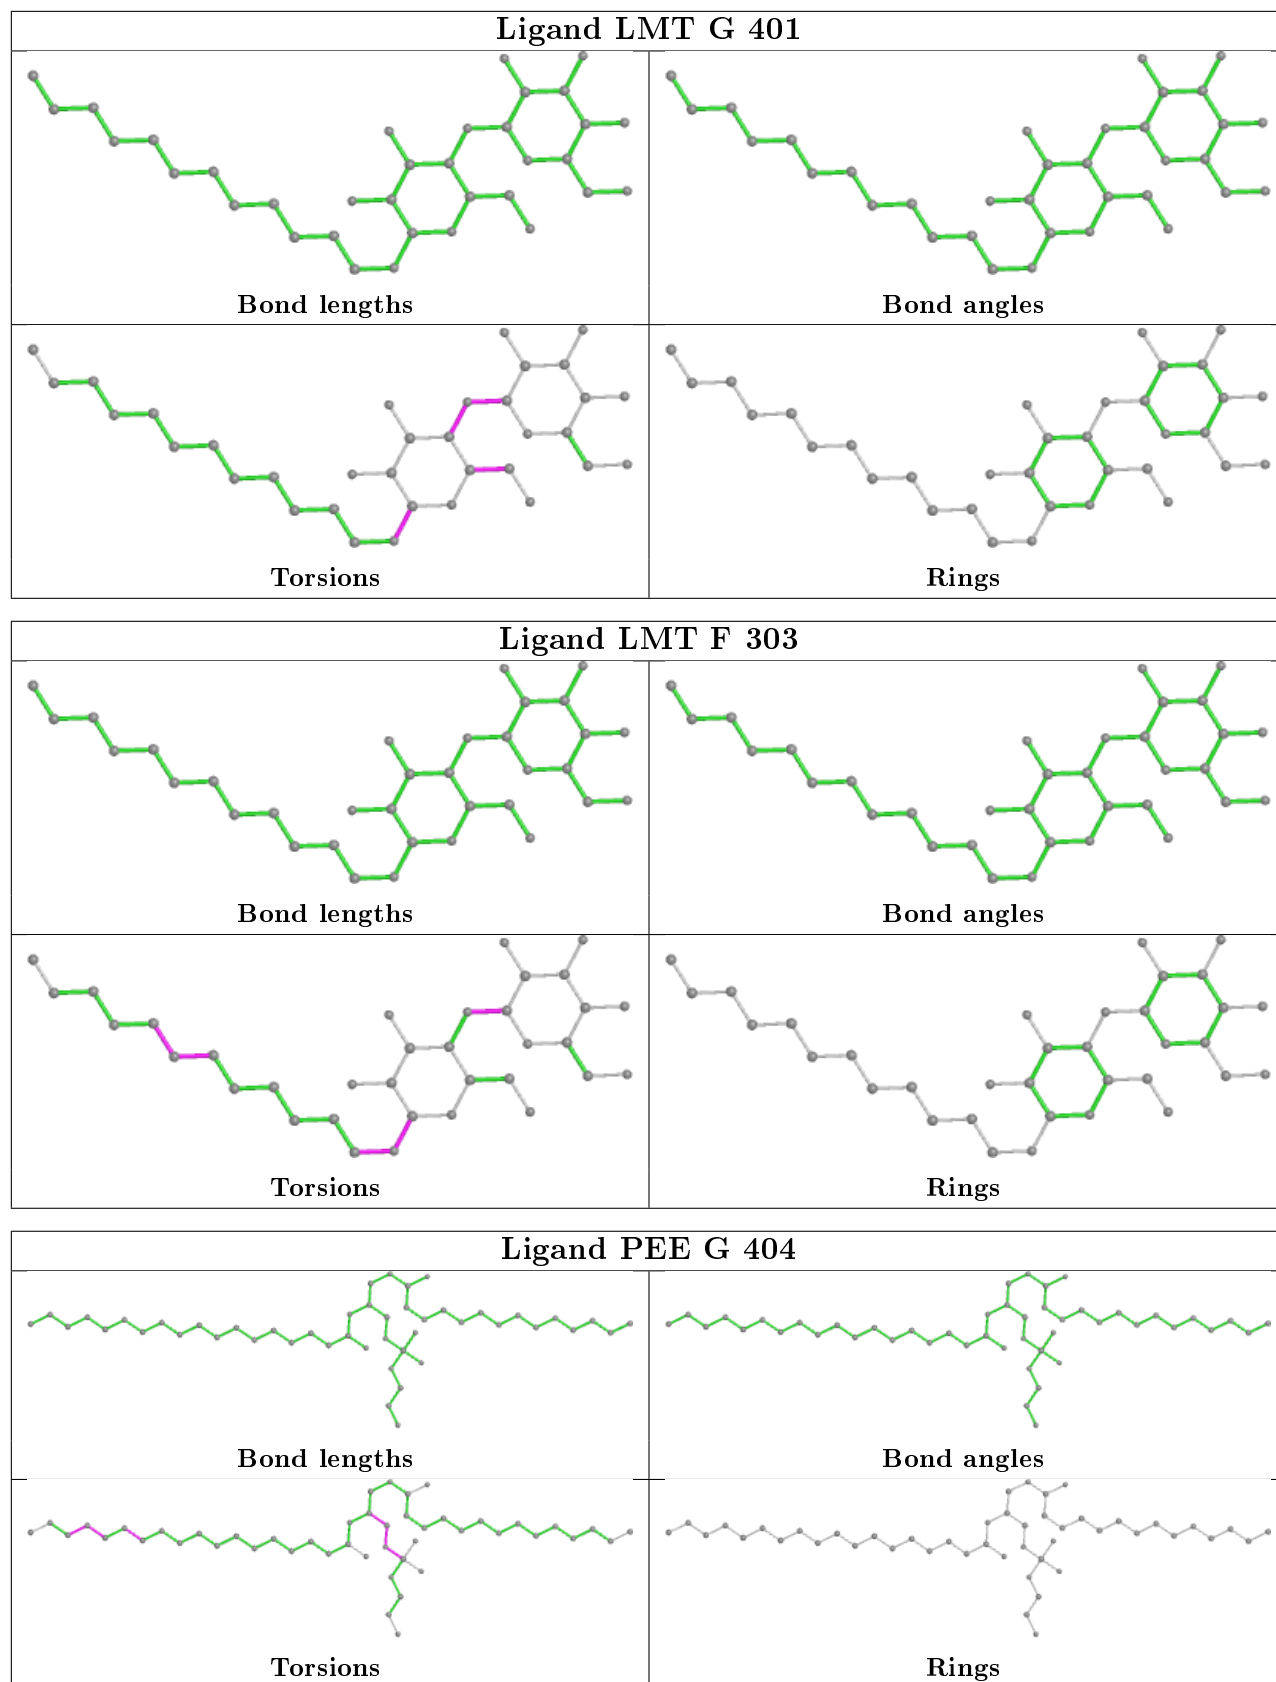 Ligand LMT G 401
Bond lengths
Bond angles
Torsions
Rings
Ligand LMT F 303
Bond lengths
Bond angles
Torsions
Rings
Ligand PEE G 404
Bond lengths
Bond angles
Torsions
Rings